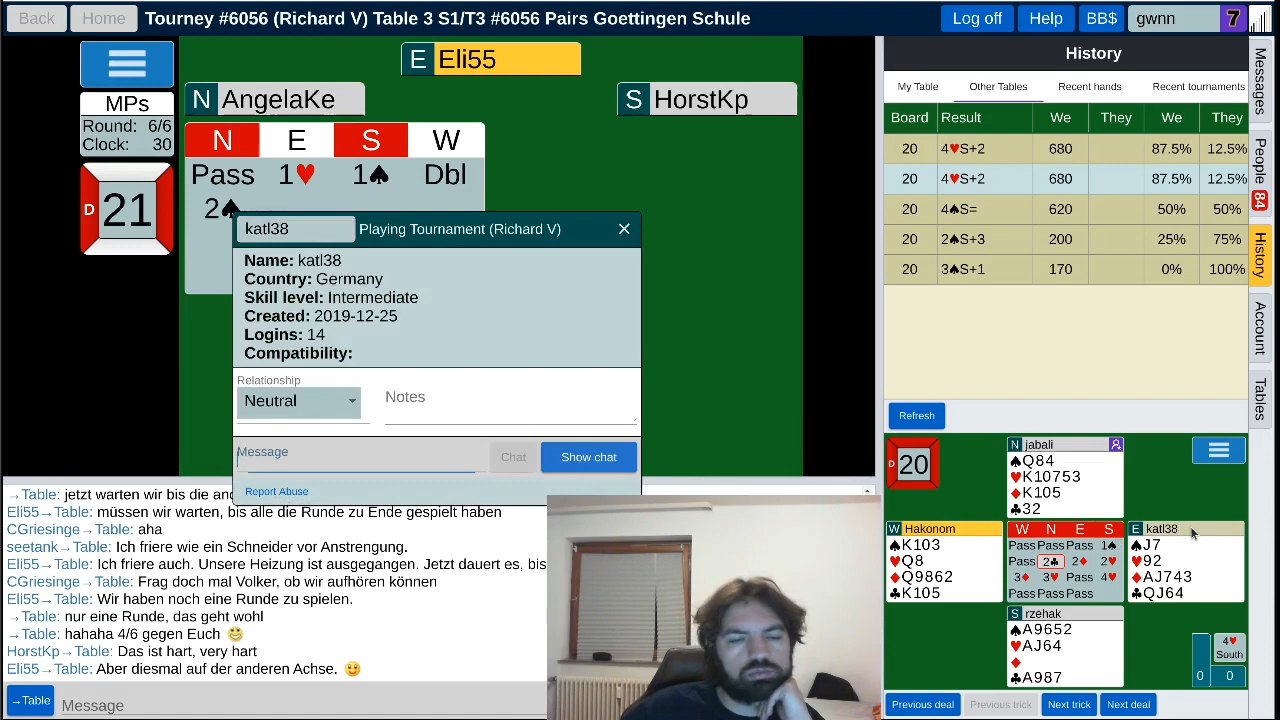 Back Home Tourney #6056 (Richard V) Table 3 S1/T3 #6056 Pairs Goettingen Schule Log off Help BB$ gwnn 7
MPs
Round: 6/6
Clock: 30
D 21
E Eli55
N AngelaKe
S HorstKp
N E S W
Pass 1♥ 1♠ Dbl
2♠
katl38 Playing Tournament (Richard V)
Name: katl38
Country: Germany
Skill level: Intermediate
Created: 2019-12-25
Logins: 14
Compatibility:
Relationship
Neutral
Notes
Message
Chat
Show chat
Report Abuse
→Table: jetzt warten wir bis die and
Eli55→Table: müssen wir warten, bis alle die Runde zu Ende gespielt haben
CGriesinge→Table: aha
seetank→Table: Ich friere wie ein Schneider vor Anstrengung.
Eli55→Table: Ich friere auch. Unsere Heizung ist ausgegangen. Jetzt dauert es, bis
CGriesinge→Table: Frag doch mal Volker, ob wir aufhören können
Eli55→Table: Wir haben noch eine Runde zu spielen.
→Table: nur eine Runde, das geht wohl
→Table: hahaha 4/6 gegen Euch 😀
HorstKp→Table: Das ist hart, very hart
Eli55→Table: Aber diesmal auf der anderen Achse. 😉
→Table Message
History
My Table Other Tables Recent hands Recent tournaments
Board Result We They We They
20 4♥S+2 680 87.5% 12.5%
20 4♥S+2 680 87.5% 12.5%
20 4♠S= 620 50% 50%
20 2♠S+3 200 25% 75%
20 3♠S+1 170 0% 100%
Refresh
D 20
N jabali
♠Q84
♥K10753
♦K105
♣32
W Hakonom
♠K103
♥Q8
♦Q9862
♣K105
W N E S
Pass Pass Pass 1♠
Pass 2♣ 2♦ 2♥
3♦ 3♥ Pass 4♥
Pass Pass Pass
E katl38
♠J7
♥92
♦AJ743
♣QJ64
S rzehak
♠A9652
♥AJ64
♦
♣A987
4♥
South
0 0
Previous deal Previous trick Next trick Next deal
Messages
People 84
History
Account
Tables